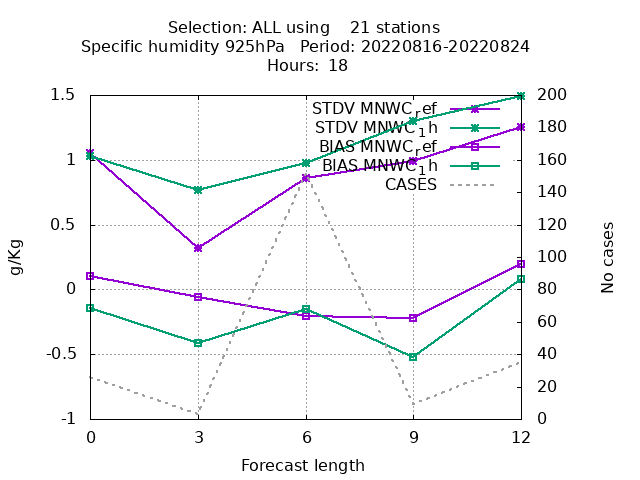 Selection: ALL using    21 stations
Specific humidity 925hPa   Period: 20220816-20220824
Hours:  18
STDV MNWC_ref
STDV MNWC_1h
BIAS MNWC_ref
BIAS MNWC_1h
CASES
1.5
1
0.5
0
-0.5
-1
200
180
160
140
120
100
80
60
40
20
0
g/Kg
No cases
0 3 6 9 12
Forecast length